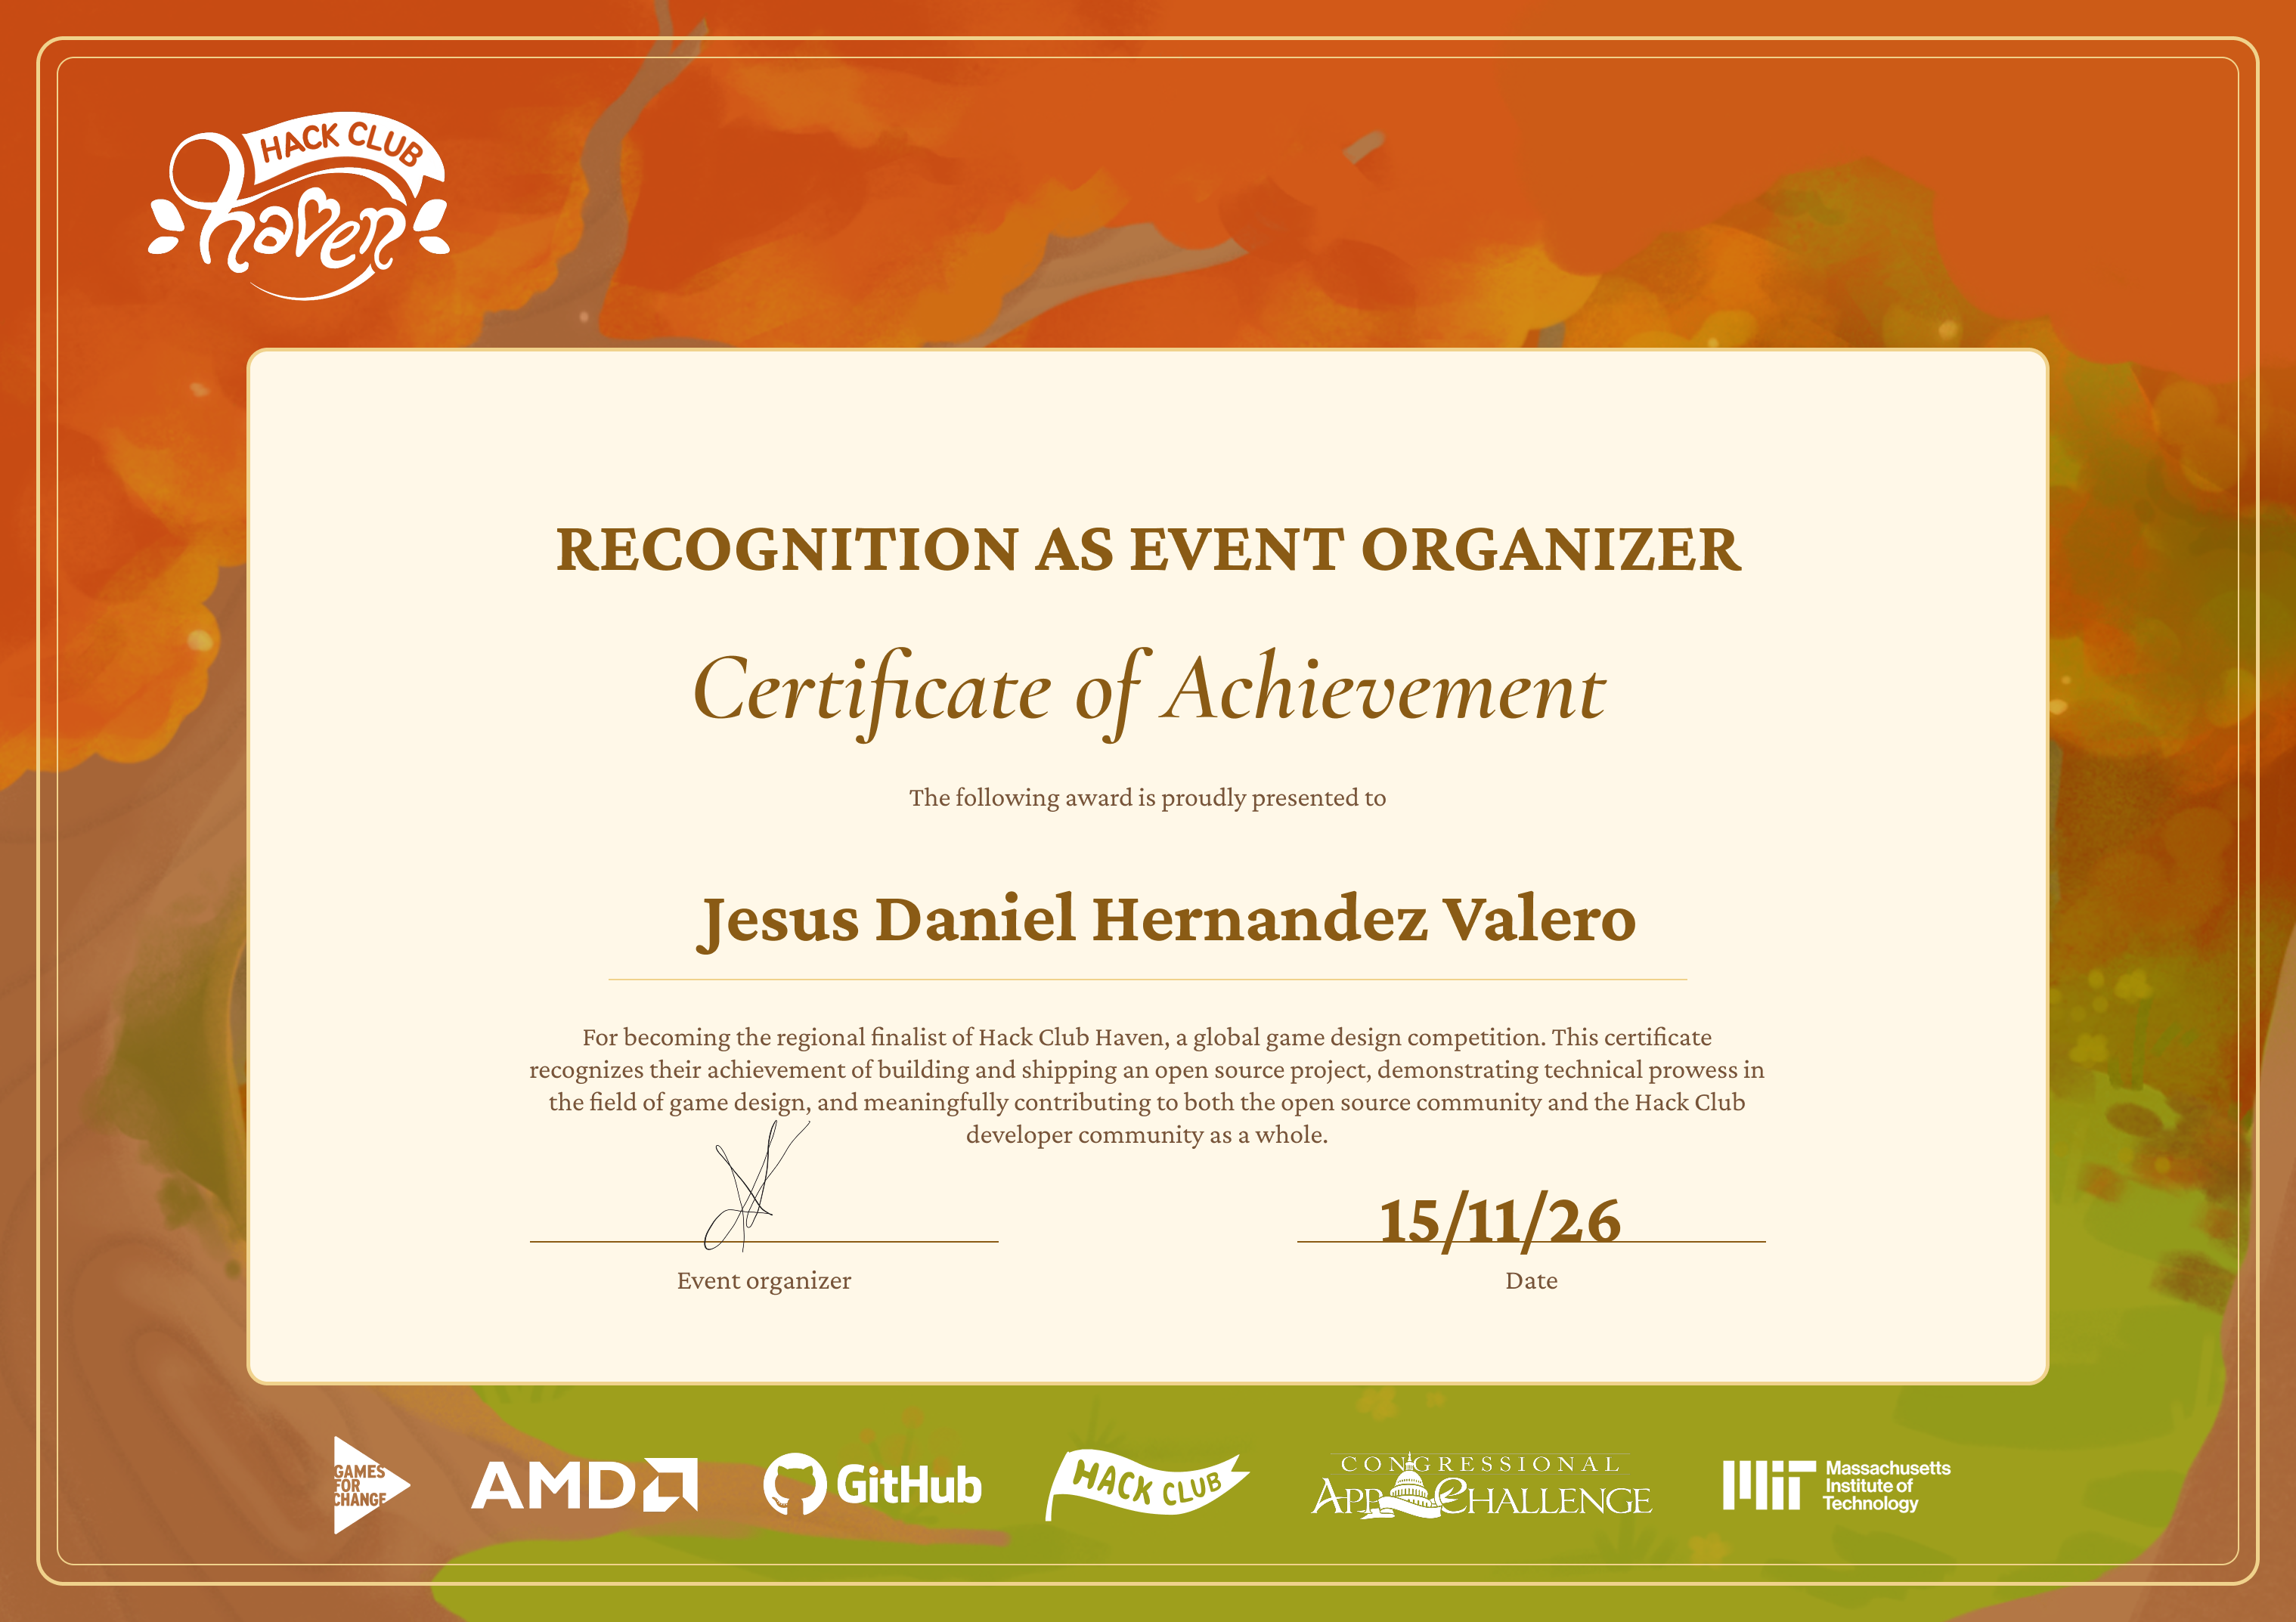 HACK CLUB
haven
RECOGNITION AS EVENT ORGANIZER
Certificate of Achievement
The following award is proudly presented to
Jesus Daniel Hernandez Valero
For becoming the regional finalist of Hack Club Haven, a global game design competition. This certificate
recognizes their achievement of building and shipping an open source project, demonstrating technical prowess in
the field of game design, and meaningfully contributing to both the open source community and the Hack Club
developer community as a whole.
15/11/26
Event organizer
Date
GAMES
FOR
CHANGE
AMD
GitHub
HACK CLUB
CONGRESSIONAL
APP CHALLENGE
MIT
Massachusetts
Institute of
Technology